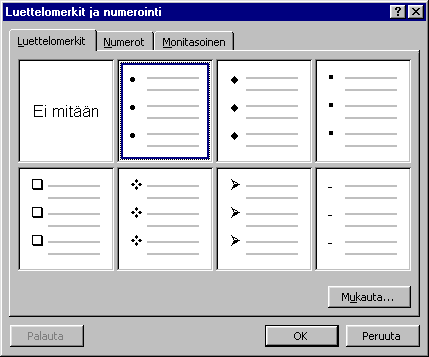 Luettelomerkit ja numerointi
Luettelomerkit Numerot Monitasoinen
Ei mitään
Mukauta...
Palauta OK Peruuta